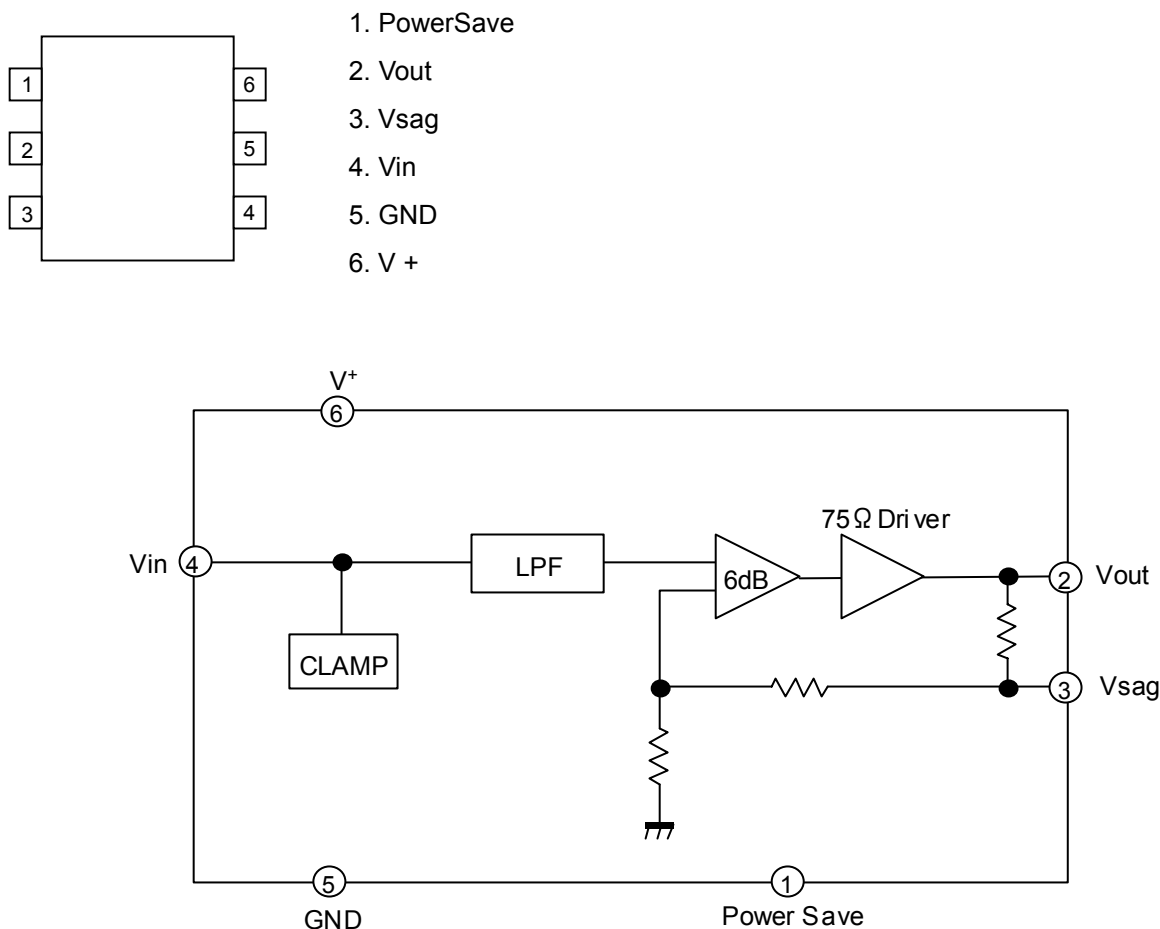 1. PowerSave
2. Vout
3. Vsag
4. Vin
5. GND
6. V +
1
6
2
5
3
4
V+
6
75Ω Driver
Vin
4
LPF
6dB
2
Vout
CLAMP
3
Vsag
5
1
GND
Power Save